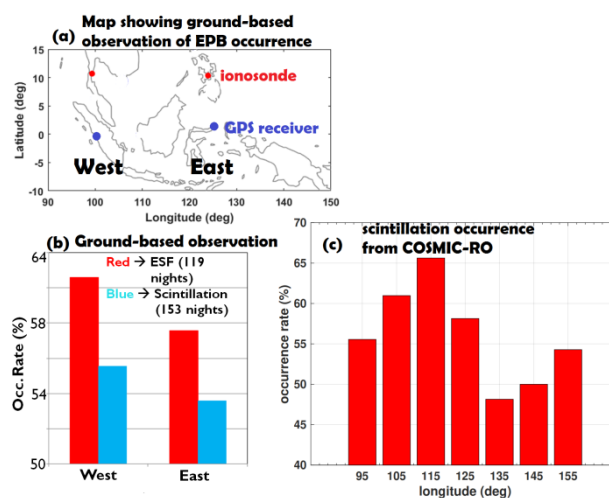 Map showing ground-based
(a) observation of EPB occurrence
15
10
5
0
-5
-10
Latitude (deg)
ionosonde
GPS receiver
West East
90 100 110 120 130 140 150
Longitude (deg)
(b) Ground-based observation
64
58
54
50
Occ. Rate (%)
Red → ESF (119
nights)
Blue → Scintillation
(153 nights)
West East
(c) scintillation occurrence
from COSMIC-RO
70
65
60
55
50
45
40
occurrence rate (%)
95 105 115 125 135 145 155
longitude (deg)